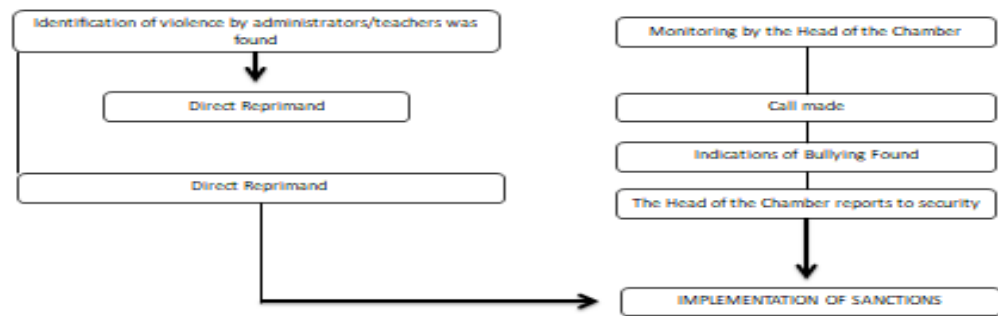 Identification of violence by administrators/teachers was
found
Direct Reprimand
Direct Reprimand
Monitoring by the Head of the Chamber
Call made
Indications of Bullying Found
The Head of the Chamber reports to security
IMPLEMENTATION OF SANCTIONS